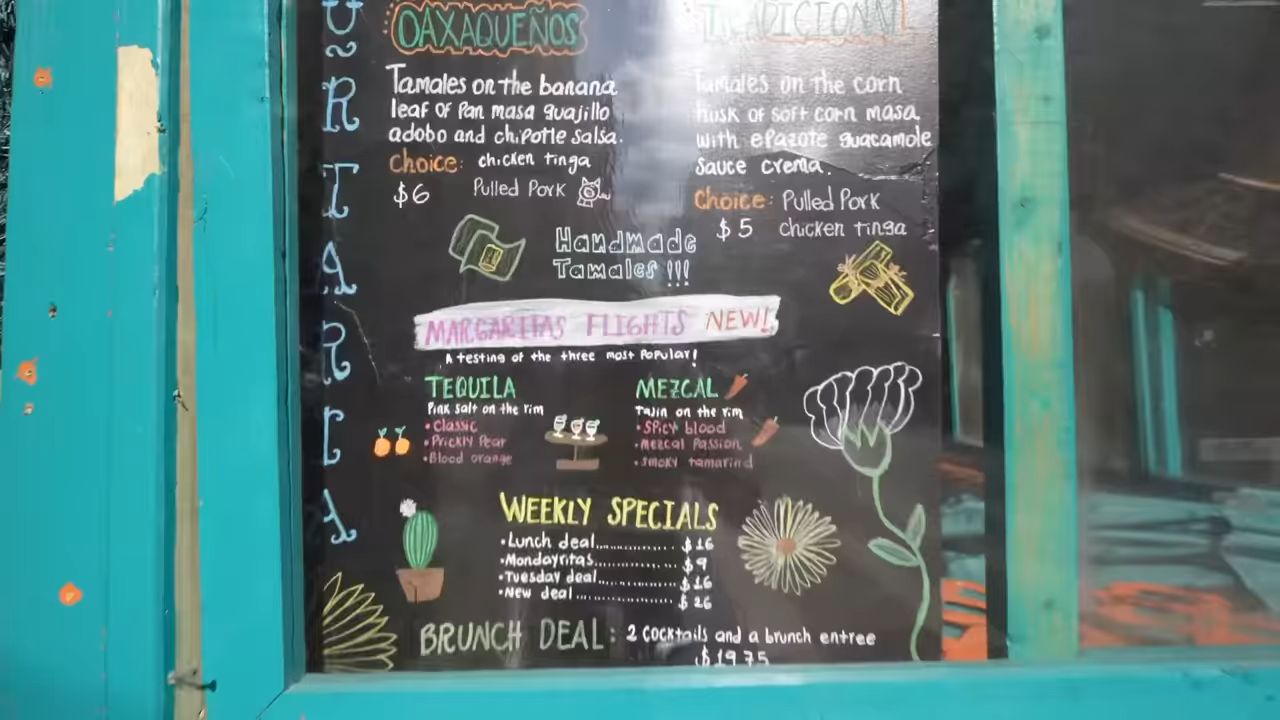 OAXAQUEÑOS
Tamales on the banana
leaf of Pan masa guajillo
adobo and chipotle salsa.
Choice: chicken tinga
$6 Pulled Pork
TRADICIONAL
Tamales on the corn
husk of soft corn masa
with epazote guacamole
sauce crema.
Choice: Pulled Pork
$5 chicken tinga
Handmade
Tamales!!!
MARGARITAS FLIGHTS NEW!
A testing of the three most Popular!
TEQUILA
Pink salt on the rim
• Classic
• Prickly Pear
• Blood orange
MEZCAL
Tajin on the rim
• Spicy blood
• Mezcal Passion
• smoky tamarind
WEEKLY SPECIALS
• Lunch deal............. $16
• Mondayritas............ $9
• Tuesday deal............ $16
• New deal.................. $26
BRUNCH DEAL: 2 cocktails and a brunch entree
$19.75